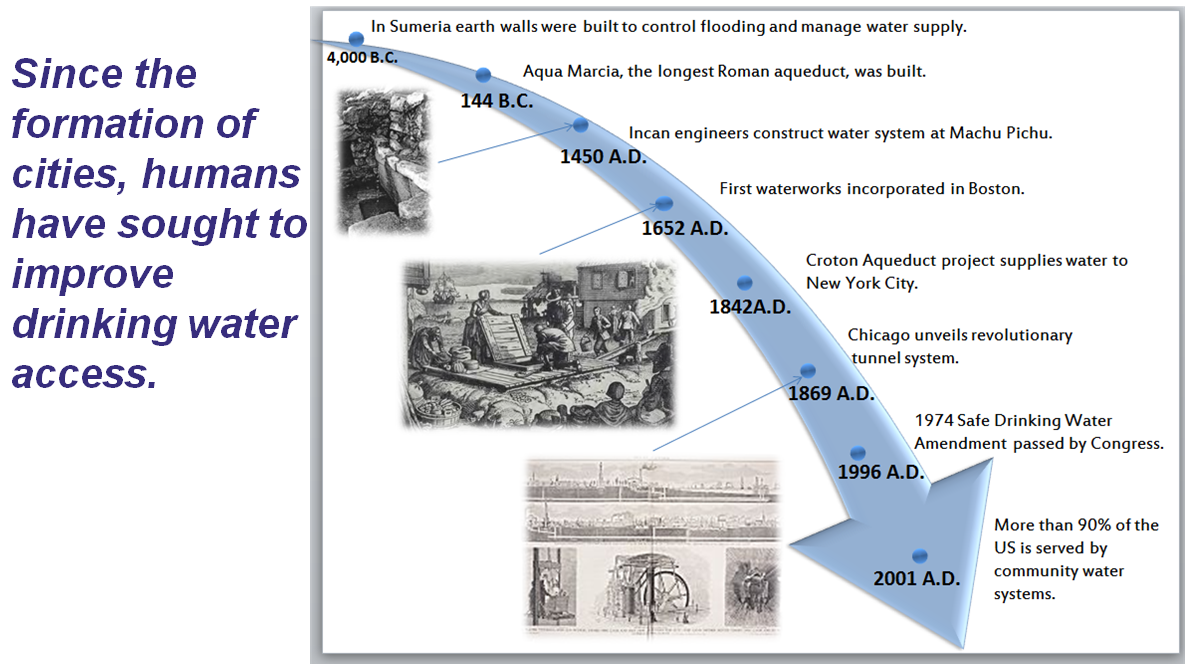 Since the
formation of
cities, humans
have sought to
improve
drinking water
access.
In Sumeria earth walls were built to control flooding and manage water supply.
4,000 B.C.
Aqua Marcia, the longest Roman aqueduct, was built.
144 B.C.
Incan engineers construct water system at Machu Pichu.
1450 A.D.
First waterworks incorporated in Boston.
1652 A.D.
Croton Aqueduct project supplies water to
New York City.
1842A.D.
Chicago unveils revolutionary
tunnel system.
1869 A.D.
1974 Safe Drinking Water
Amendment passed by Congress.
1996 A.D.
More than 90% of the
US is served by
community water
systems.
2001 A.D.